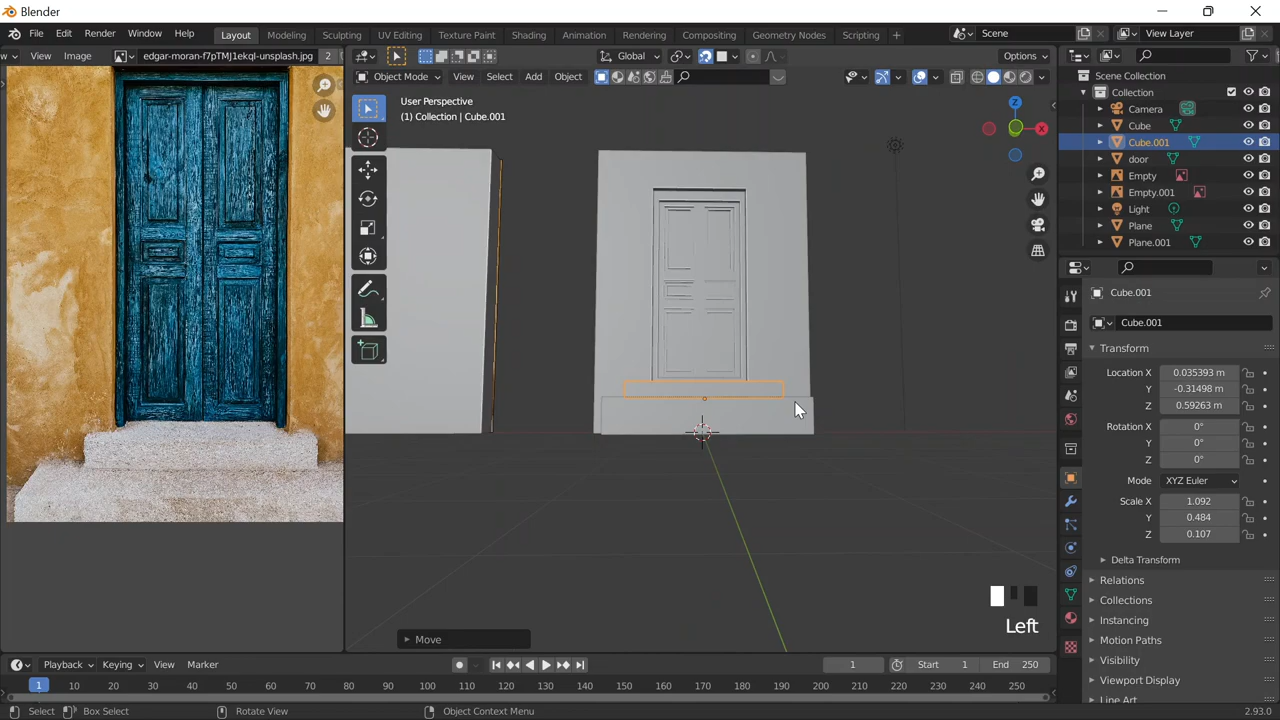 Blender
File Edit Render Window Help
Layout Modeling Sculpting UV Editing Texture Paint Shading Animation Rendering Compositing Geometry Nodes Scripting
Scene
View Layer
View Image edgar-moran-f7pTMJ1ekqI-unsplash.jpg 2
Global
Options
Object Mode View Select Add Object
User Perspective
(1) Collection | Cube.001
Z
X
Scene Collection
Collection
Camera
Cube
Cube.001
door
Empty
Empty.001
Light
Plane
Plane.001
Cube.001
Cube.001
Transform
Location X 0.035393 m
Y -0.31498 m
Z 0.59263 m
Rotation X 0°
Y 0°
Z 0°
Mode XYZ Euler
Scale X 1.092
Y 0.484
Z 0.107
Delta Transform
Relations
Collections
Instancing
Motion Paths
Visibility
Viewport Display
Line Art
Left
Move
Playback Keying View Marker
1
Start 1
End 250
1 10 20 30 40 50 60 70 80 90 100 110 120 130 140 150 160 170 180 190 200 210 220 230 240 250
Select Box Select Rotate View Object Context Menu
2.93.0